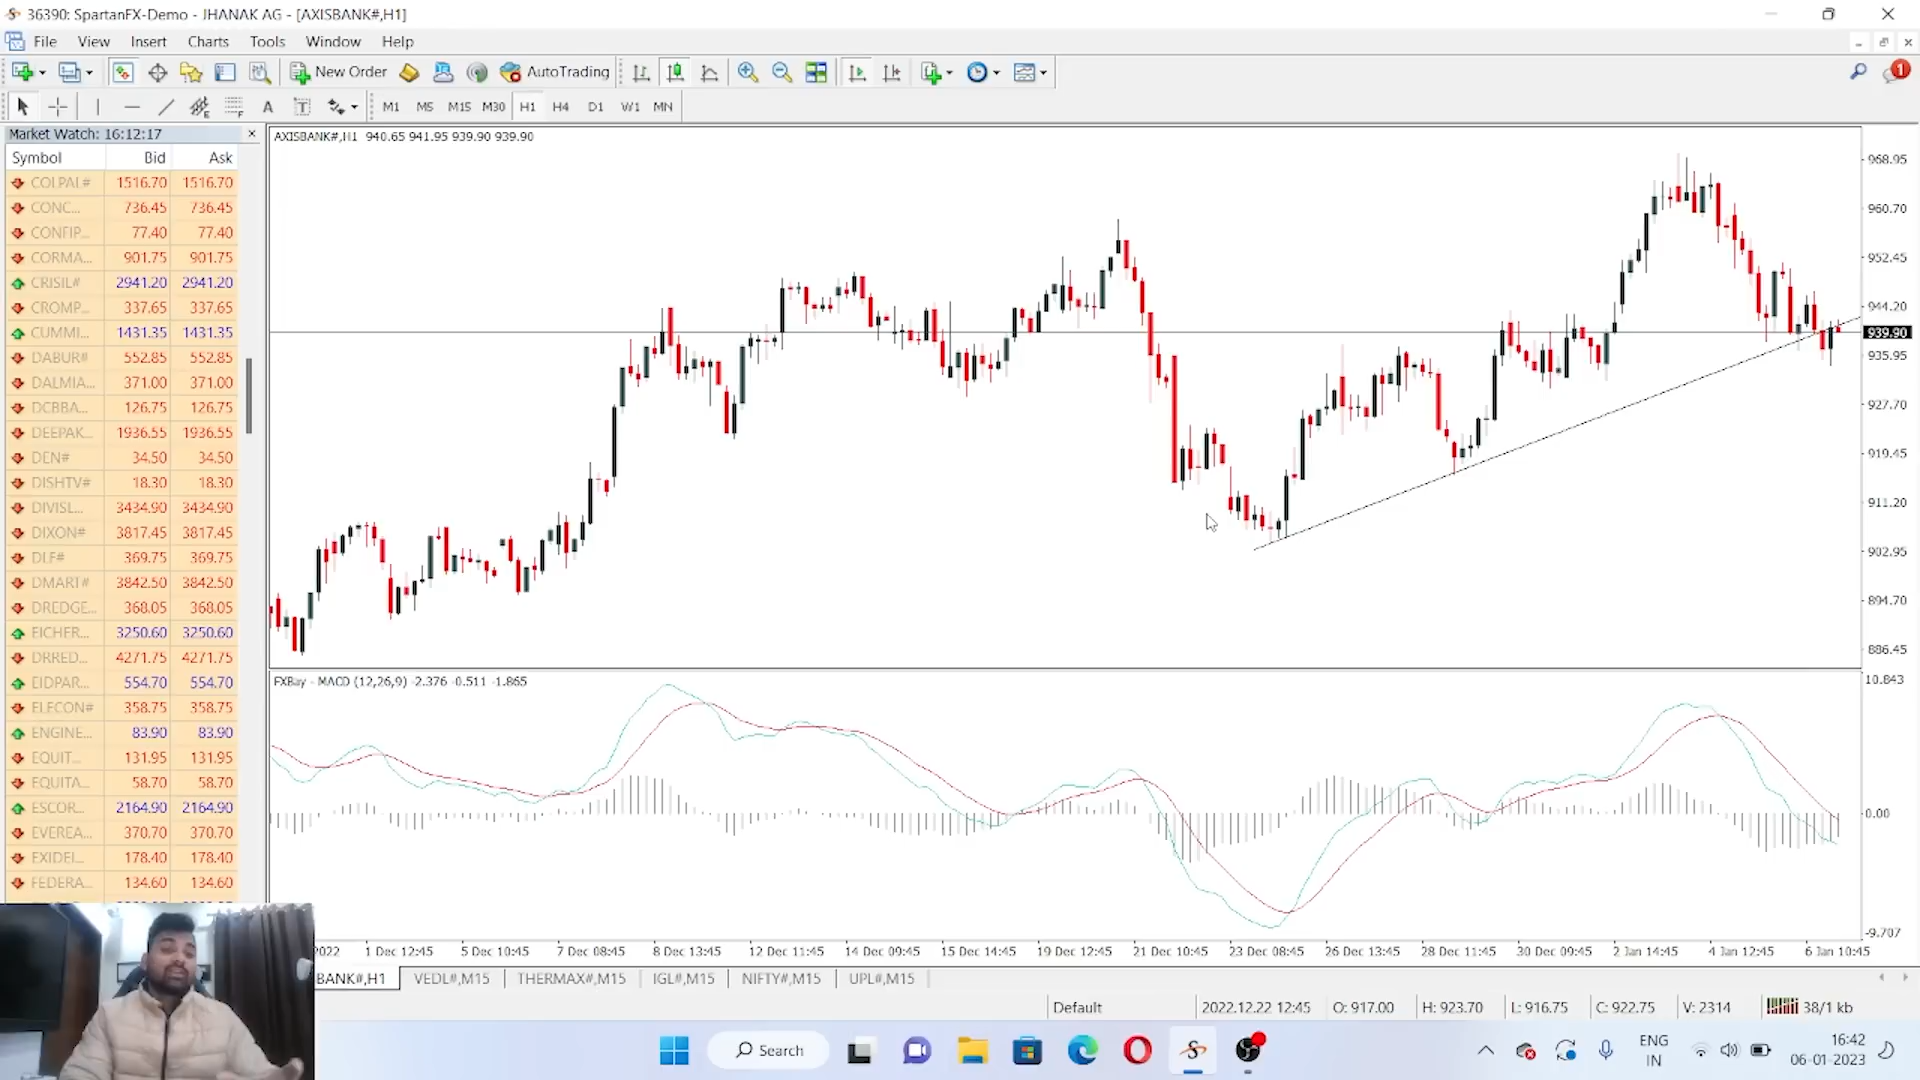 36390: SpartanFX-Demo - JHANAK AG - [AXISBANK#,H1]
File View Insert Charts Tools Window Help
New Order AutoTrading 1
A T M1 M5 M15 M30 H1 H4 D1 W1 MN
Market Watch: 16:12:17
Symbol Bid Ask
COLPAL# 1516.70 1516.70
CONC... 736.45 736.45
CONFIP... 77.40 77.40
CORMA... 901.75 901.75
CRISIL# 2941.20 2941.20
CROMP... 337.65 337.65
CUMMI... 1431.35 1431.35
DABUR# 552.85 552.85
DALMIA... 371.00 371.00
DCBBA... 126.75 126.75
DEEPAK... 1936.55 1936.55
DEN# 34.50 34.50
DISHTV# 18.30 18.30
DIVISL... 3434.90 3434.90
DIXON# 3817.45 3817.45
DLF# 369.75 369.75
DMART# 3842.50 3842.50
DREDGE... 368.05 368.05
EICHER... 3250.60 3250.60
DRRED... 4271.75 4271.75
EIDPAR... 554.70 554.70
ELECON# 358.75 358.75
ENGINE... 83.90 83.90
EQUIT... 131.95 131.95
EQUITA... 58.70 58.70
ESCOR... 2164.90 2164.90
EVEREA... 370.70 370.70
EXIDEI... 178.40 178.40
FEDERA... 134.60 134.60
AXISBANK#,H1 940.65 941.95 939.90 939.90
968.95
960.70
952.45
944.20
939.90
935.95
927.70
919.45
911.20
902.95
894.70
886.45
FXBay - MACD (12,26,9) -2.376 -0.511 -1.865
10.843
0.00
-9.707
2022 1 Dec 12:45 5 Dec 10:45 7 Dec 08:45 8 Dec 13:45 12 Dec 11:45 14 Dec 09:45 15 Dec 14:45 19 Dec 12:45 21 Dec 10:45 23 Dec 08:45 26 Dec 13:45 28 Dec 11:45 30 Dec 09:45 2 Jan 14:45 4 Jan 12:45 6 Jan 10:45
BANK#,H1 VEDL#,M15 THERMAX#,M15 IGL#,M15 NIFTY#,M15 UPL#,M15
Default 2022.12.22 12:45 O: 917.00 H: 923.70 L: 916.75 C: 922.75 V: 2314 38/1 kb
Search
ENG
IN
16:42
06-01-2023